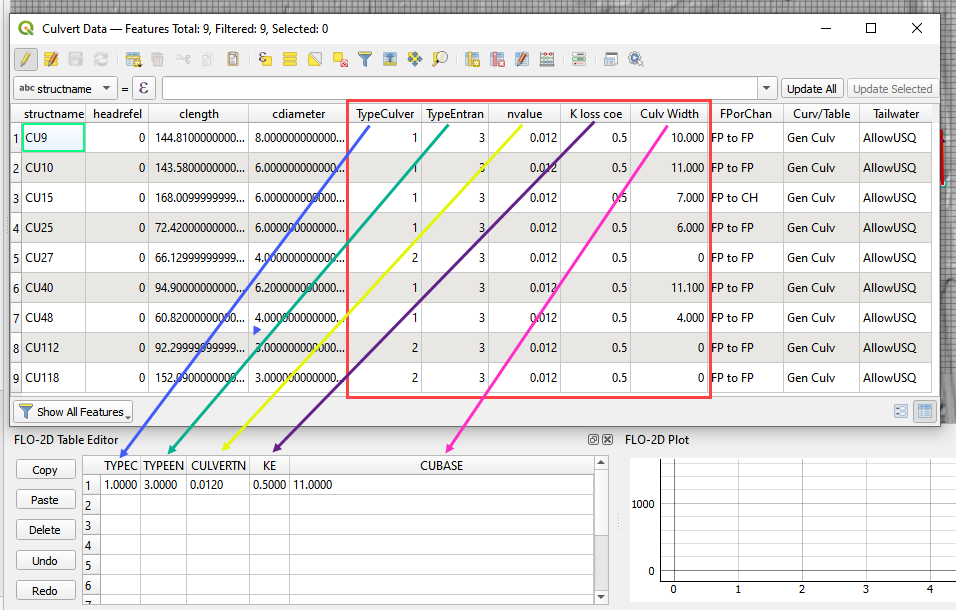 Culvert Data — Features Total: 9, Filtered: 9, Selected: 0
abc structname = ε Update All Update Selected
structname headrefel clength cdiameter TypeCulver TypeEntran nvalue K loss coe Culv Width FPorChan Curv/Table Tailwater
1 CU9 0 144.8100000000... 8.000000000000... 1 3 0.012 0.5 10.000 FP to FP Gen Culv AllowUSQ
2 CU10 0 143.5800000000... 6.000000000000... 1 3 0.012 0.5 11.000 FP to FP Gen Culv AllowUSQ
3 CU15 0 168.0099999999... 6.000000000000... 1 3 0.012 0.5 7.000 FP to CH Gen Culv AllowUSQ
4 CU25 0 72.42000000000... 6.000000000000... 1 3 0.012 0.5 6.000 FP to FP Gen Culv AllowUSQ
5 CU27 0 66.12999999999... 4.000000000000... 2 3 0.012 0.5 0 FP to FP Gen Culv AllowUSQ
6 CU40 0 94.90000000000... 6.200000000000... 1 3 0.012 0.5 11.100 FP to FP Gen Culv AllowUSQ
7 CU48 0 60.82000000000... 4.000000000000... 1 3 0.012 0.5 4.000 FP to FP Gen Culv AllowUSQ
8 CU112 0 92.29999999999... 3.000000000000... 2 3 0.012 0.5 0 FP to FP Gen Culv AllowUSQ
9 CU118 0 152.0900000000... 3.000000000000... 2 3 0.012 0.5 0 FP to FP Gen Culv AllowUSQ
Show All Features
FLO-2D Table Editor
Copy
Paste
Delete
Undo
Redo
TYPEC TYPEEN CULVERTN KE CUBASE
1 1.0000 3.0000 0.0120 0.5000 11.0000
2
3
4
5
6
7
FLO-2D Plot
1000
0
0 1 2 3 4